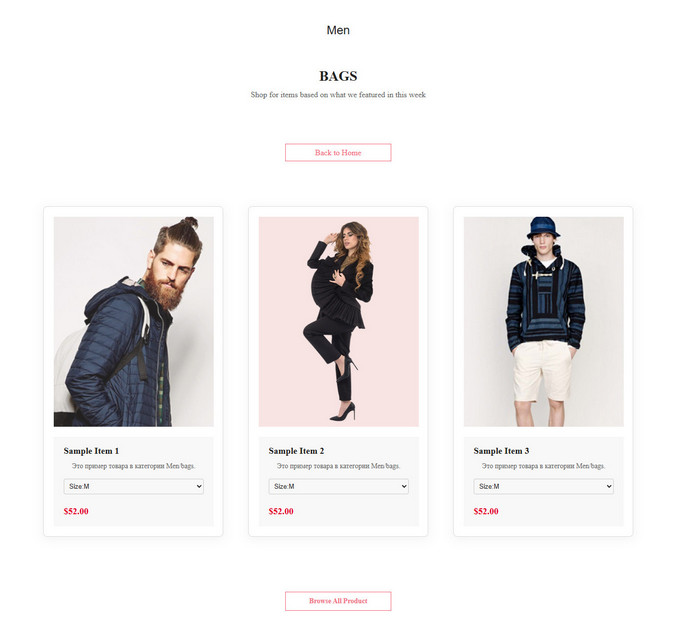 Men
BAGS
Shop for items based on what we featured in this week
Back to Home
Sample Item 1
Это пример товара в категории Men/bags.
Size:M
$52.00
Sample Item 2
Это пример товара в категории Men/bags.
Size:M
$52.00
Sample Item 3
Это пример товара в категории Men/bags.
Size:M
$52.00
Browse All Product